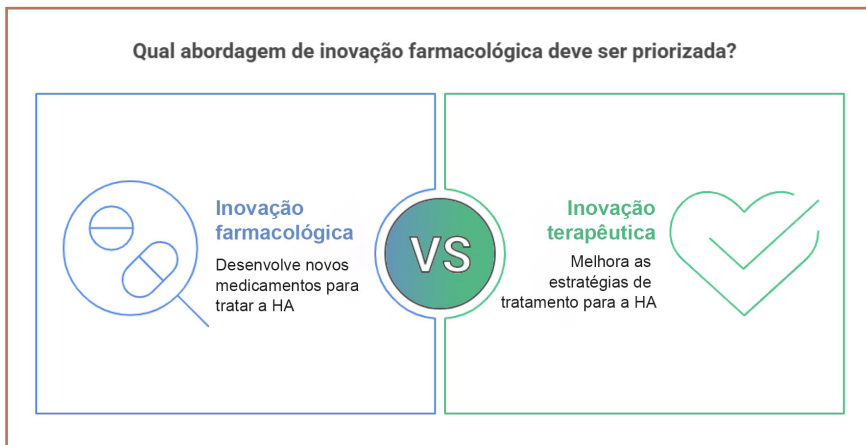 Qual abordagem de inovação farmacológica deve ser priorizada?
Inovação
farmacológica
Desenvolve novos
medicamentos para
tratar a HA
VS
Inovação
terapêutica
Melhora as
estratégias de
tratamento para a HA